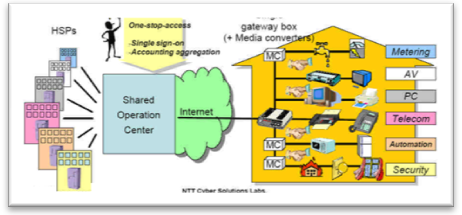 HSPs
One-stop-access
-Single sign-on
-Accounting aggregation
gateway box
(+ Media converters)
Shared
Operation
Center
Internet
MC
MC
MC
Metering
AV
PC
Telecom
Automation
Security
NTT Cyber Solutions Labs.